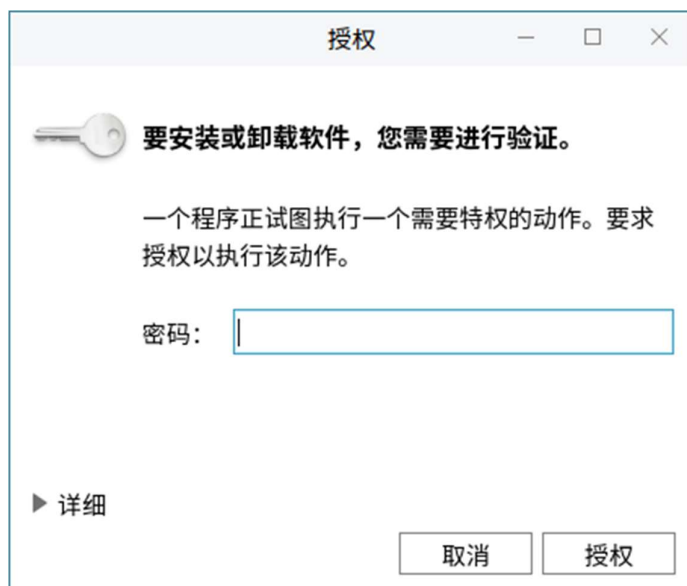 授权
要安装或卸载软件，您需要进行验证。
一个程序正试图执行一个需要特权的动作。要求
授权以执行该动作。
密码：
详细
取消
授权